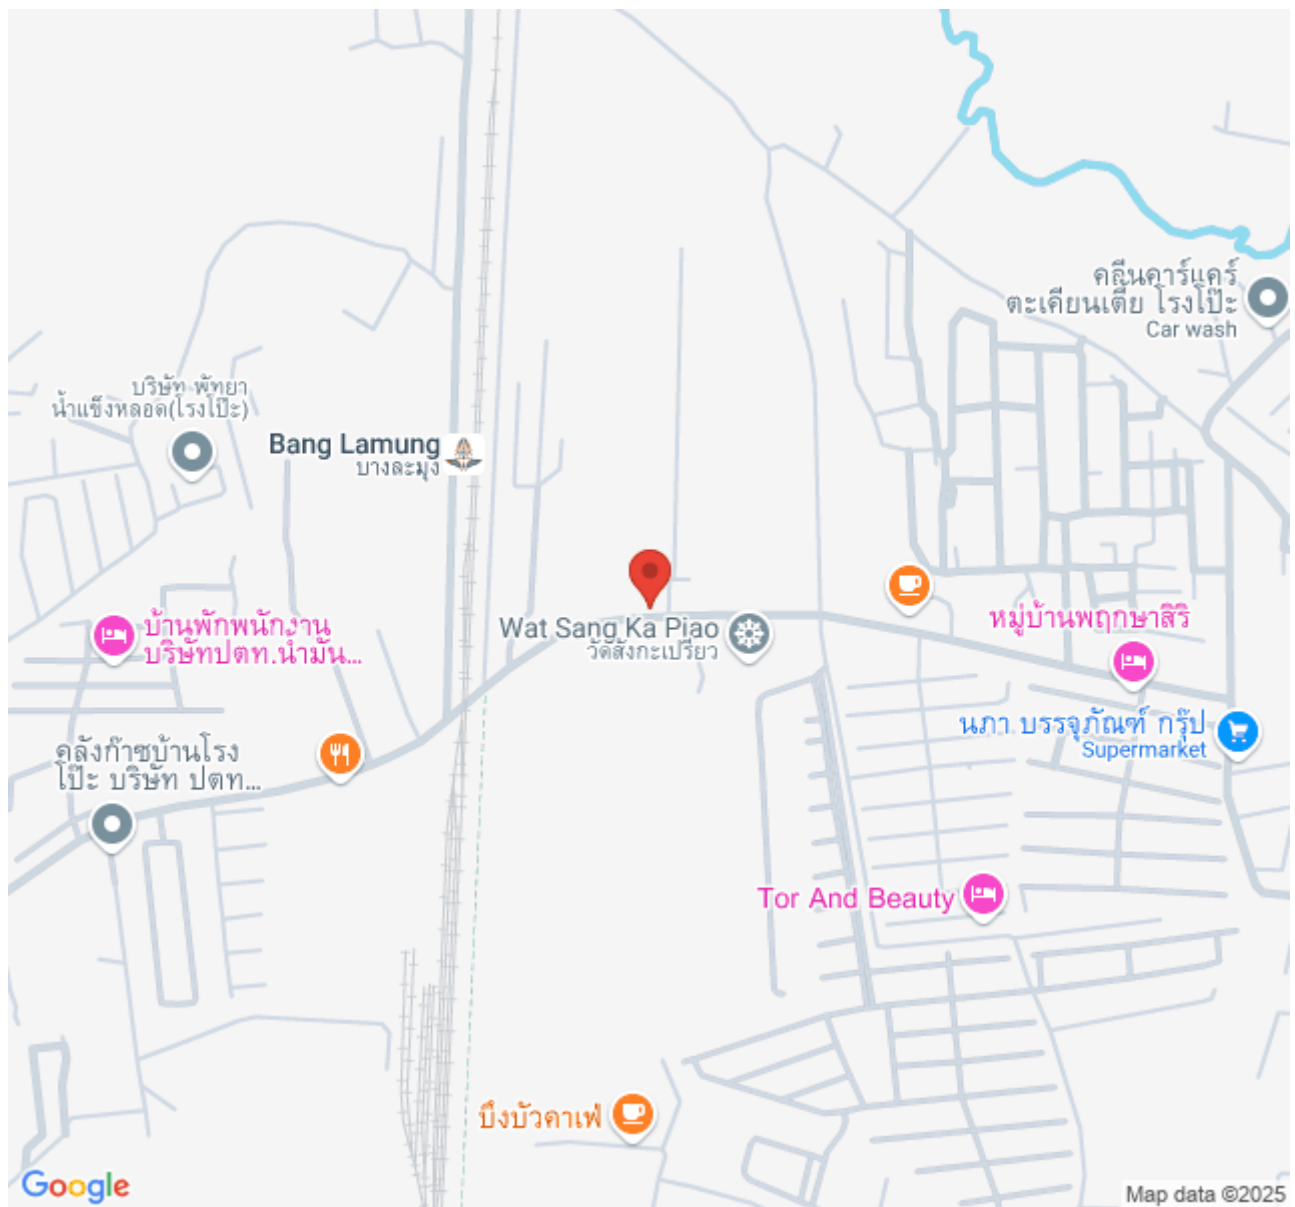 คลีนคาร์แคร์
ตะเคียนเตี้ย โรงโป๊ะ
Car wash
บริษัท พัทยา
น้ำแข็งหลอด(โรงโป๊ะ)
Bang Lamung
บางละมุง
บ้านพักพนักงาน
บริษัทปตท.น้ำมัน...
Wat Sang Ka Piao
วัดสังกะเปรี้ยว
หมู่บ้านพฤกษาสิริ
นภา บรรจุภัณฑ์ กรุ๊ป
Supermarket
คลังก๊าซบ้านโรง
โป๊ะ บริษัท ปตท...
Tor And Beauty
บึงบัวคาเฟ่
Google
Map data ©2025